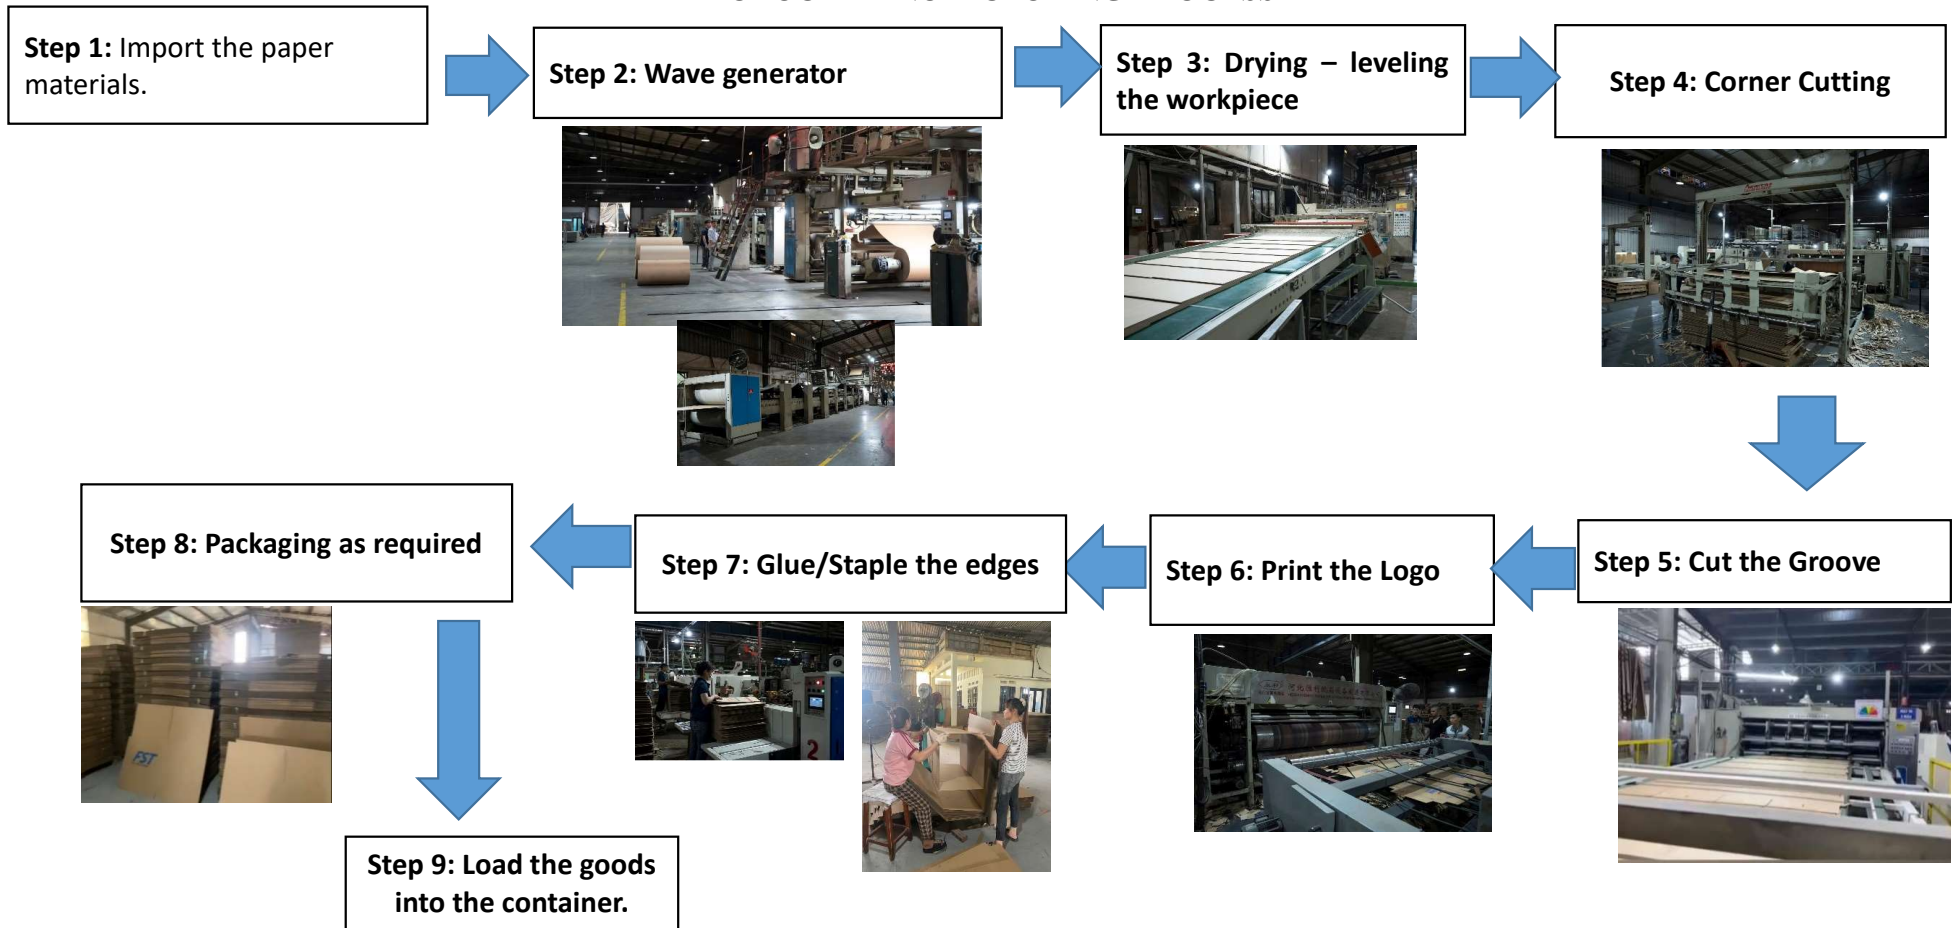 Step 1: Import the paper
materials.
Step 2: Wave generator
Step 3: Drying – leveling
the workpiece
Step 4: Corner Cutting
Step 5: Cut the Groove
Step 6: Print the Logo
Step 7: Glue/Staple the edges
Step 8: Packaging as required
FST
2
Step 9: Load the goods
into the container.